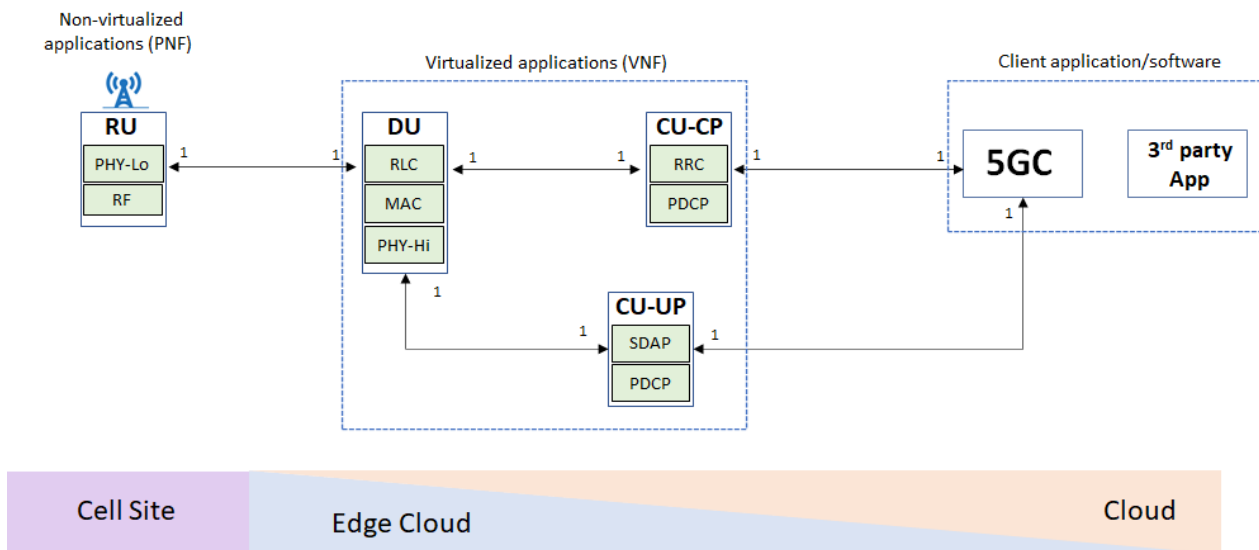 Non-virtualized
applications (PNF)
Virtualized applications (VNF)
Client application/software
RU
PHY-Lo
RF
1
1
DU
RLC
MAC
PHY-Hi
1
1
CU-CP
RRC
PDCP
1
1
5GC
1
3rd party
App
1
1
CU-UP
SDAP
PDCP
1
Cell Site
Edge Cloud
Cloud